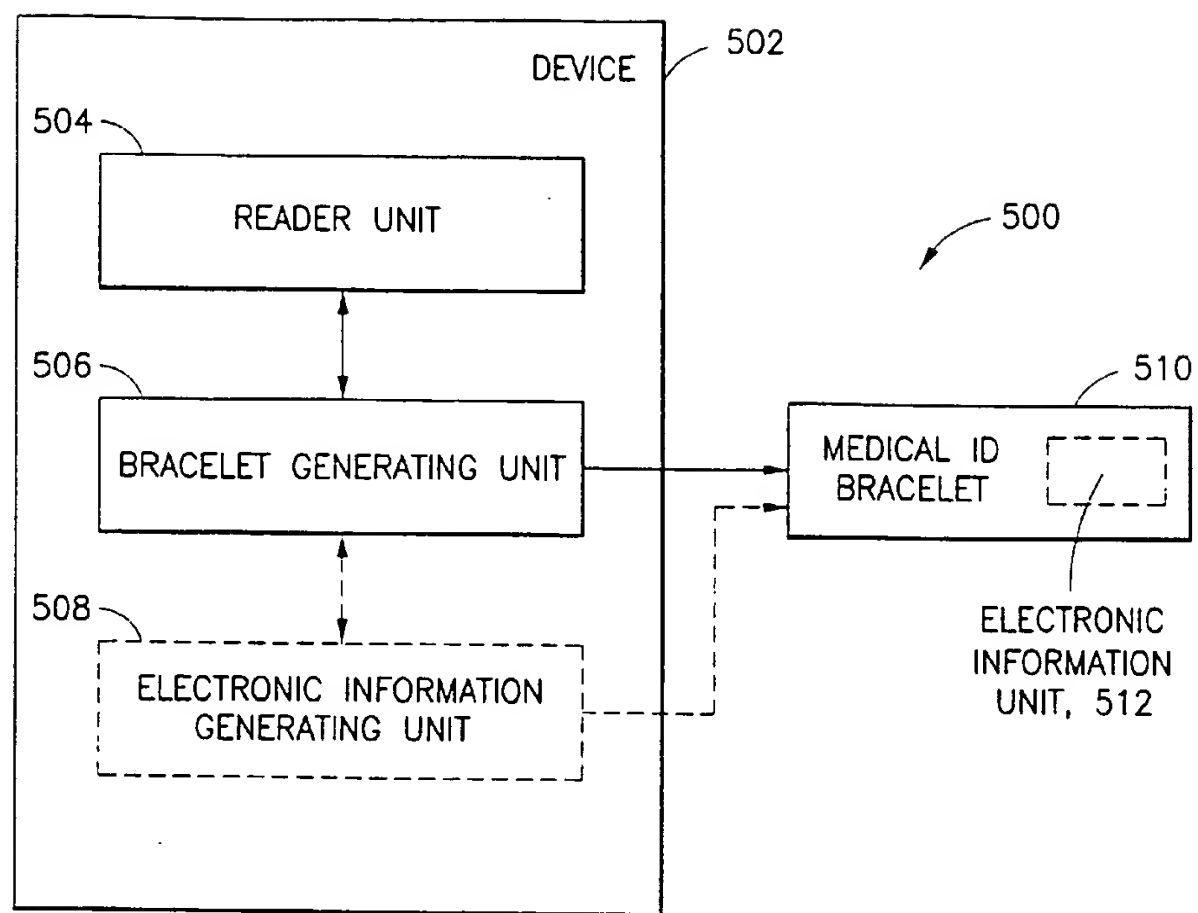 502
DEVICE
504
READER UNIT
500
506
510
BRACELET GENERATING UNIT
MEDICAL ID
BRACELET
508
ELECTRONIC INFORMATION
GENERATING UNIT
ELECTRONIC
INFORMATION
UNIT, 512